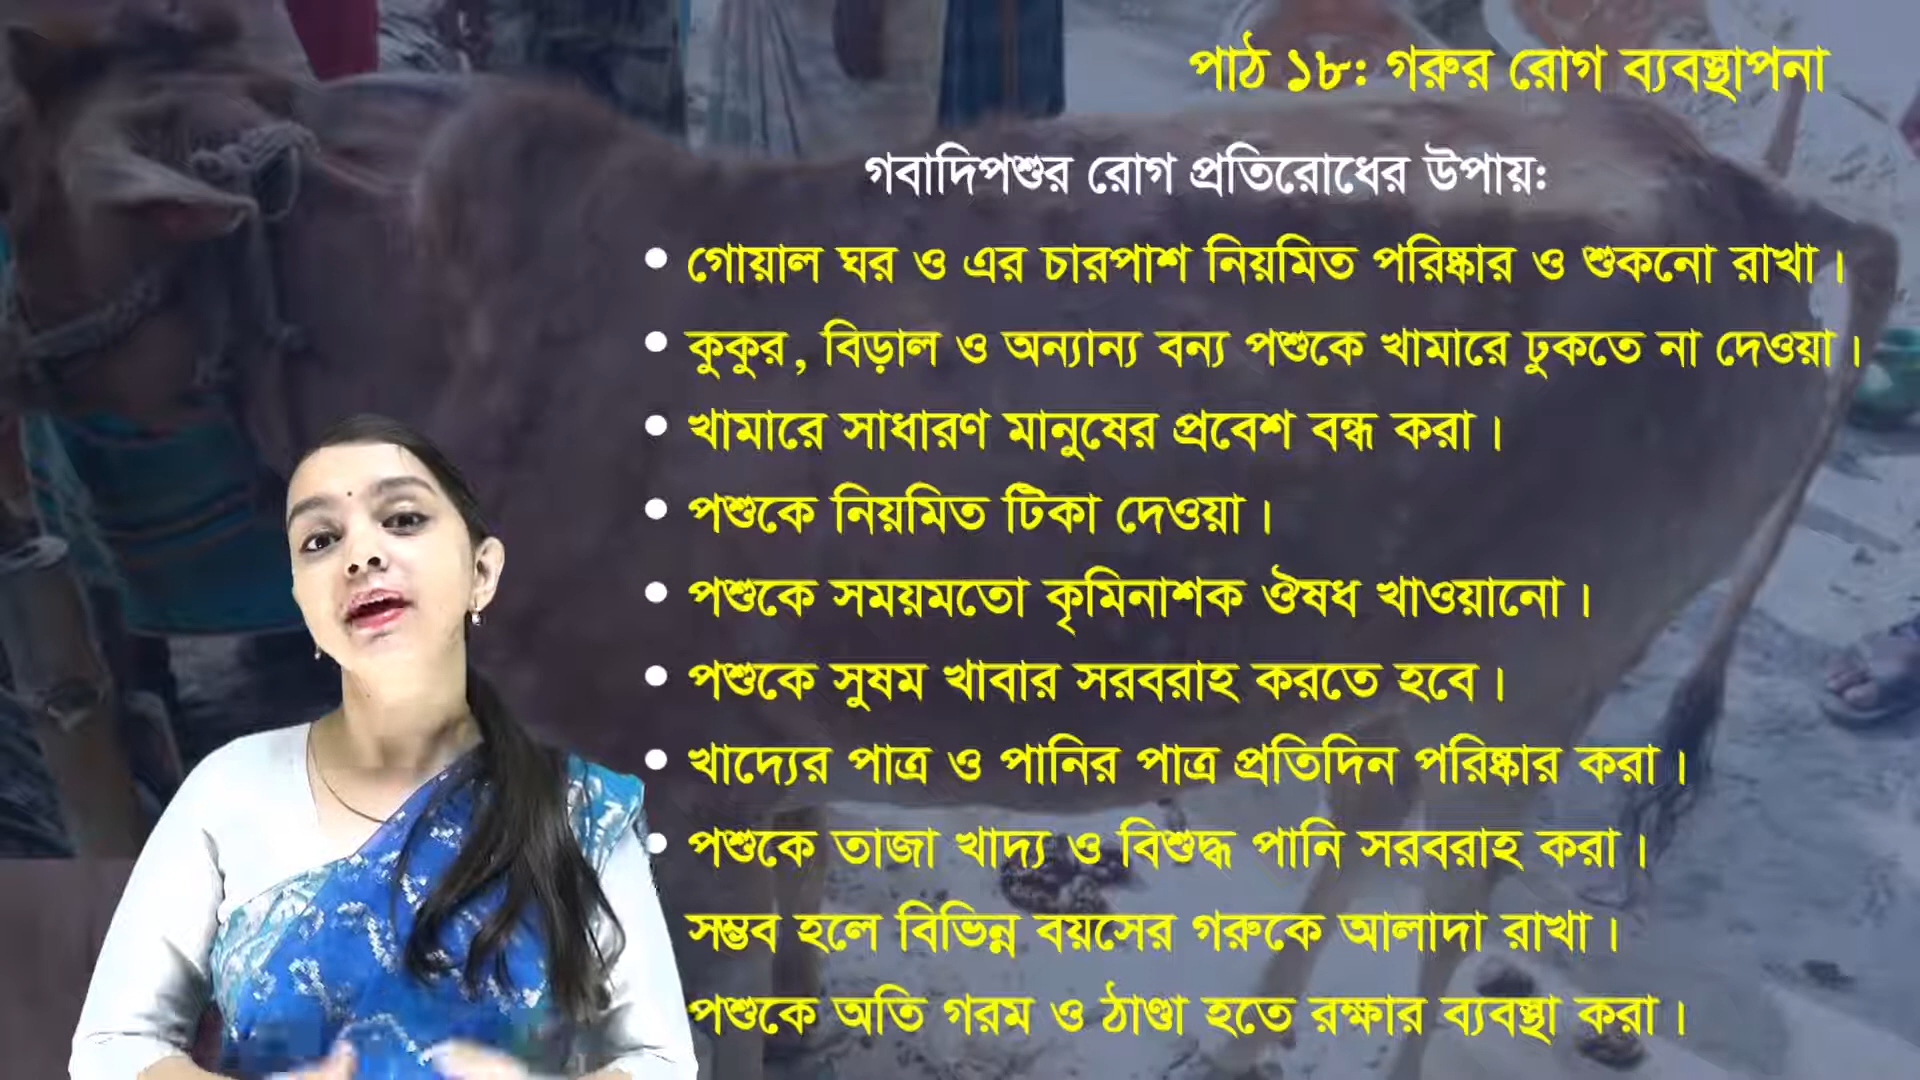 পাঠ ১৮: গরুর রোগ ব্যবস্থাপনা
গবাদিপশুর রোগ প্রতিরোধের উপায়:
• গোয়াল ঘর ও এর চারপাশ নিয়মিত পরিষ্কার ও শুকনো রাখা।
• কুকুর, বিড়াল ও অন্যান্য বন্য পশুকে খামারে ঢুকতে না দেওয়া।
• খামারে সাধারণ মানুষের প্রবেশ বন্ধ করা।
• পশুকে নিয়মিত টিকা দেওয়া।
• পশুকে সময়মতো কৃমিনাশক ঔষধ খাওয়ানো।
• পশুকে সুষম খাবার সরবরাহ করতে হবে।
• খাদ্যের পাত্র ও পানির পাত্র প্রতিদিন পরিষ্কার করা।
• পশুকে তাজা খাদ্য ও বিশুদ্ধ পানি সরবরাহ করা।
সম্ভব হলে বিভিন্ন বয়সের গরুকে আলাদা রাখা।
পশুকে অতি গরম ও ঠাণ্ডা হতে রক্ষার ব্যবস্থা করা।